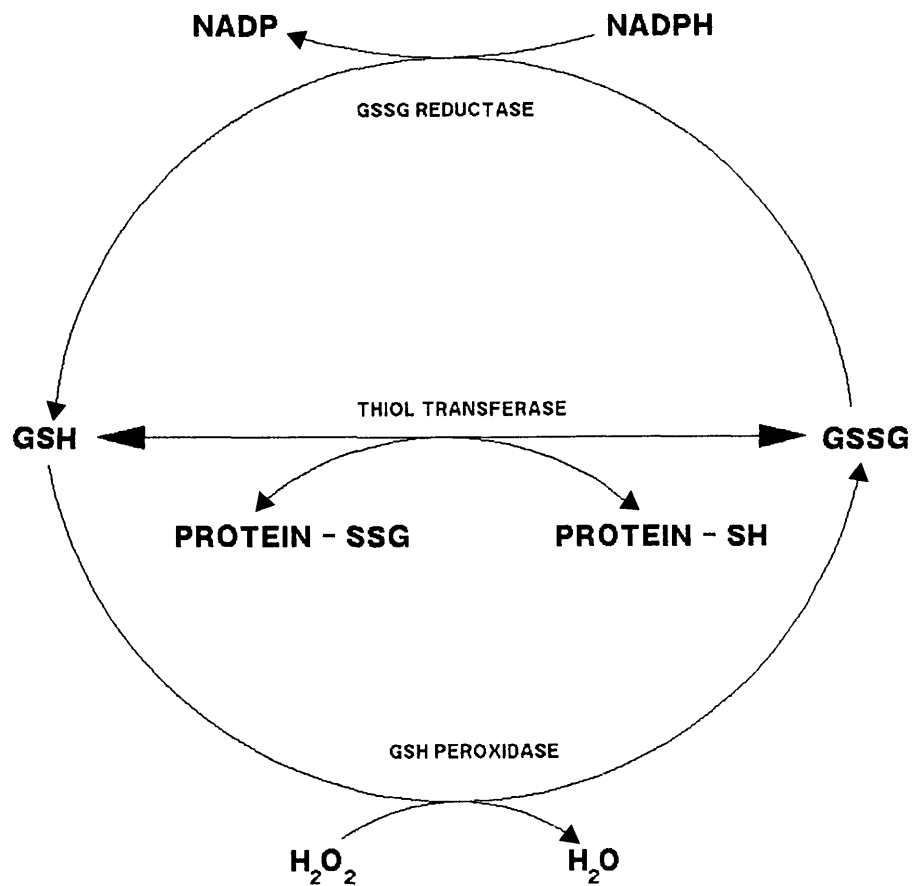 NADP NADPH
GSSG REDUCTASE
THIOL TRANSFERASE
GSH GSSG
PROTEIN - SSG PROTEIN - SH
GSH PEROXIDASE
H₂O₂ H₂O